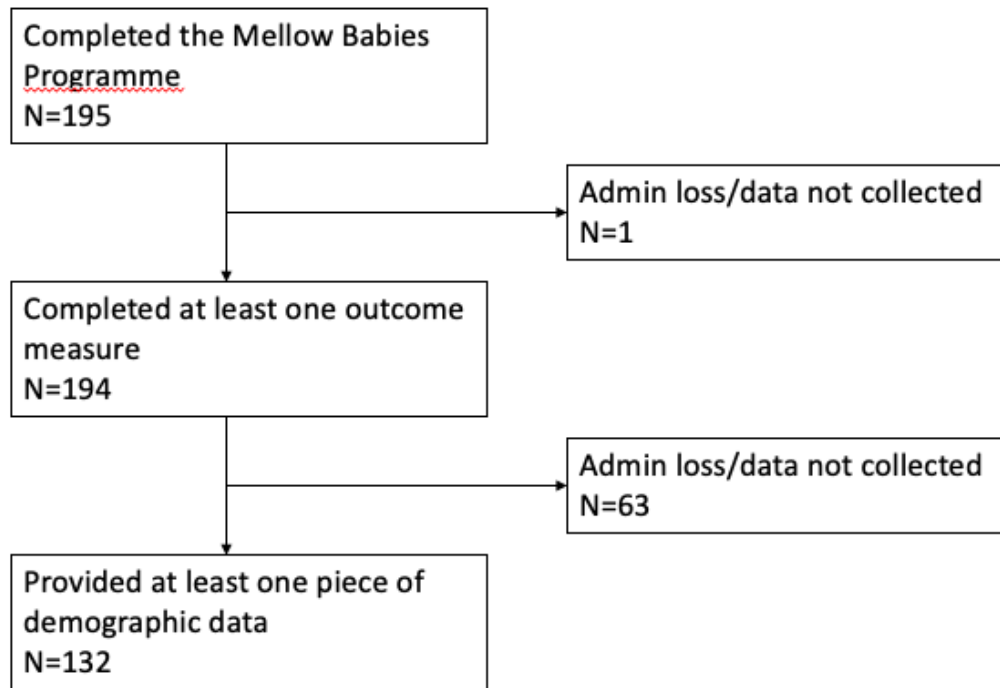 Completed the Mellow Babies
Programme
N=195
Admin loss/data not collected
N=1
Completed at least one outcome
measure
N=194
Admin loss/data not collected
N=63
Provided at least one piece of
demographic data
N=132